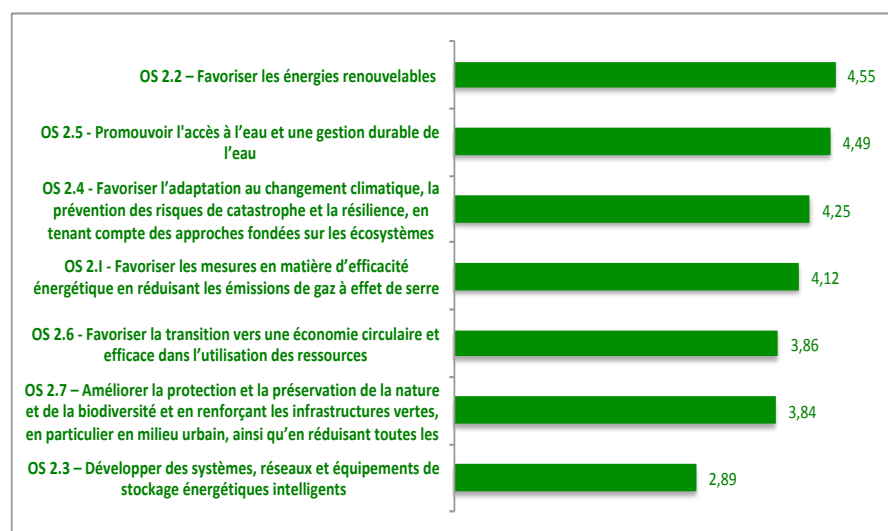 OS 2.2 – Favoriser les énergies renouvelables
4,55
OS 2.5 - Promouvoir l'accès à l’eau et une gestion durable de
l’eau
4,49
OS 2.4 - Favoriser l’adaptation au changement climatique, la
prévention des risques de catastrophe et la résilience, en
tenant compte des approches fondées sur les écosystèmes
4,25
OS 2.I - Favoriser les mesures en matière d’efficacité
énergétique en réduisant les émissions de gaz à effet de serre
4,12
OS 2.6 - Favoriser la transition vers une économie circulaire et
efficace dans l’utilisation des ressources
3,86
OS 2.7 – Améliorer la protection et la préservation de la nature
et de la biodiversité et en renforçant les infrastructures vertes,
en particulier en milieu urbain, ainsi qu’en réduisant toutes les
3,84
OS 2.3 – Développer des systèmes, réseaux et équipements de
stockage énergétiques intelligents
2,89